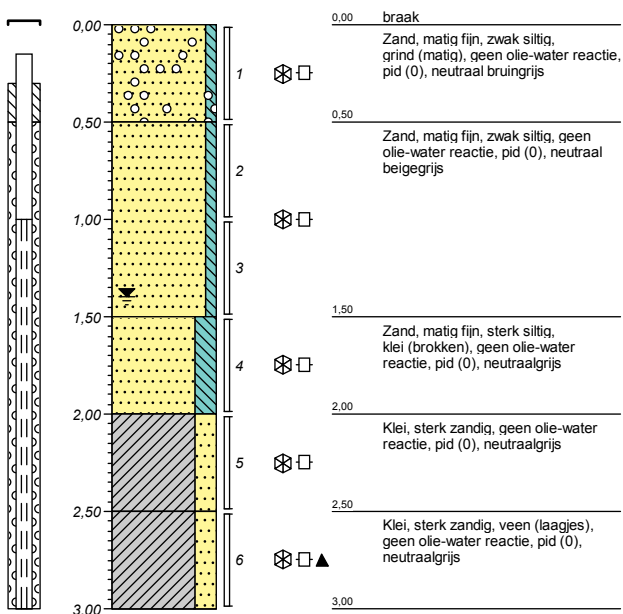 0,00
0,50
1,00
1,50
2,00
2,50
3,00
1
2
3
4
5
6
0,00 braak
Zand, matig fijn, zwak siltig,
grind (matig), geen olie-water reactie,
pid (0), neutraal bruingrijs
0,50
Zand, matig fijn, zwak siltig, geen
olie-water reactie, pid (0), neutraal
beigegrijs
1,50
Zand, matig fijn, sterk siltig,
klei (brokken), geen olie-water
reactie, pid (0), neutraalgrijs
2,00
Klei, sterk zandig, geen olie-water
reactie, pid (0), neutraalgrijs
2,50
Klei, sterk zandig, veen (laagjes),
geen olie-water reactie, pid (0),
neutraalgrijs
3,00